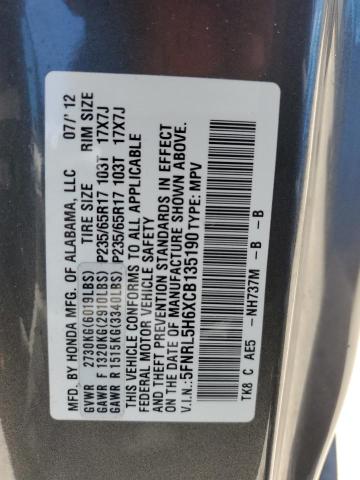 MFD. BY HONDA MFG. OF ALABAMA, LLC 07/'12
GVWR 2730KG(6019LBS) TIRE SIZE RIM SIZE
GAWR F 1320KG(2910LBS) P235/65R17 103T 17X7J
GAWR R 1515KG(3340LBS) P235/65R17 103T 17X7J
THIS VEHICLE CONFORMS TO ALL APPLICABLE
FEDERAL MOTOR VEHICLE SAFETY
STANDARDS AND THEFT PREVENTION STANDARDS IN EFFECT
ON THE DATE OF MANUFACTURE SHOWN ABOVE.
V.I.N.:5FNRL5H6XCB135190 TYPE: MPV
TK8 C AE5 -NH737M -B -B